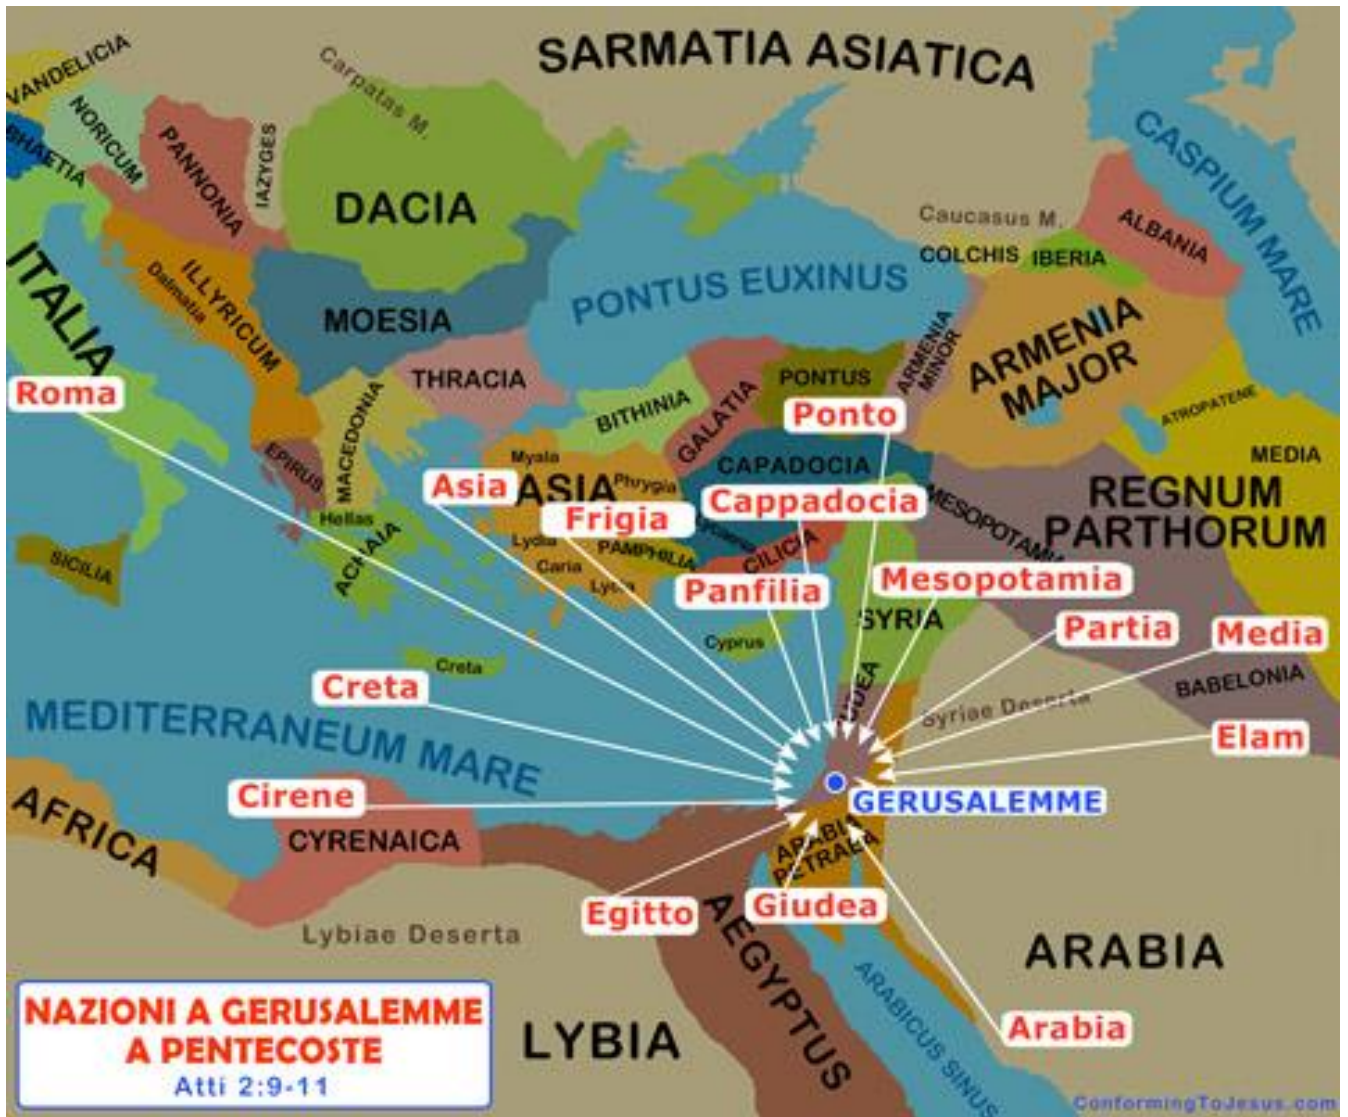 SARMATIA ASIATICA
VANDELICIA
Carpatas M.
NORICUM
RHAETIA
PANNONIA
IAZYGES
CASPIUM MARE
DACIA
Caucasus M.
ALBANIA
COLCHIS
IBERIA
ITALIA
ILLYRICUM
Dalmatia
PONTUS EUXINUS
MOESIA
ARMENIA
MINOR
ARMENIA
MAJOR
THRACIA
PONTUS
Roma
BITHINIA
GALATIA
Ponto
ATROPATENE
MACEDONIA
EPIRUS
Myaia
CAPADOCIA
MEDIA
Asia
ASIA
Phrygia
Cappadocia
MESOPOTAMIA
REGNUM
PARTHORUM
Hellas
Frigia
ACHAIA
Lydia
PAMPHILIA
CILICIA
SICILIA
Caria
Lycia
Panfilia
Mesopotamia
SYRIA
Partia
Media
Cyprus
Creta
Creta
JUDEA
BABELONIA
Syriae Deserta
MEDITERRANEUM MARE
Elam
Cirene
GERUSALEMME
AFRICA
CYRENAICA
ARABIA
PETRAEA
Egitto
Giudea
Lybiae Deserta
AEGYPTUS
ARABIA
ARABICUS SINUS
Arabia
LYBIA
NAZIONI A GERUSALEMME
A PENTECOSTE
Atti 2:9-11
ConformingToJesus.com